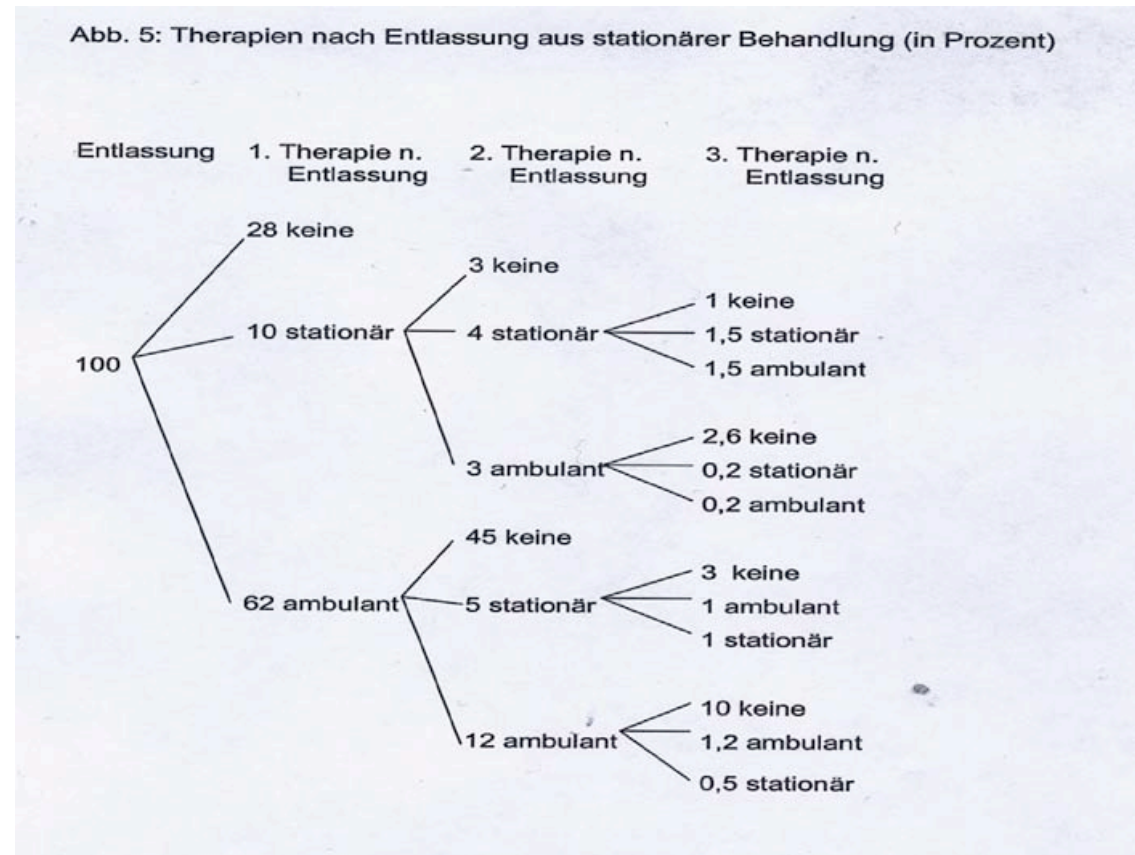 Abb. 5: Therapien nach Entlassung aus stationärer Behandlung (in Prozent)
Entlassung 1. Therapie n. 2. Therapie n. 3. Therapie n.
Entlassung Entlassung Entlassung
28 keine
3 keine
1 keine
10 stationär 4 stationär 1,5 stationär
100
1,5 ambulant
2,6 keine
3 ambulant 0,2 stationär
0,2 ambulant
45 keine
3 keine
62 ambulant 5 stationär 1 ambulant
1 stationär
10 keine
12 ambulant 1,2 ambulant
0,5 stationär